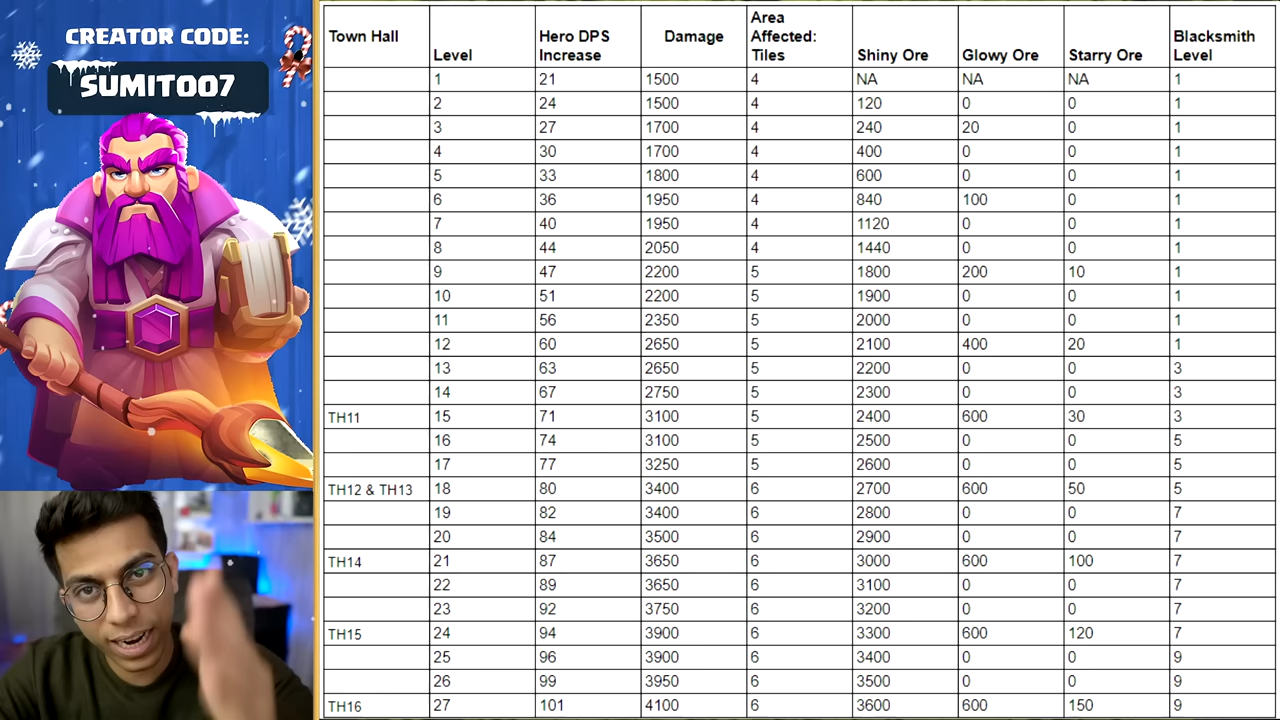 CREATOR CODE:
SUMIT007
Town Hall Level Hero DPS Increase Damage Area Affected: Tiles Shiny Ore Glowy Ore Starry Ore Blacksmith Level
1 21 1500 4 NA NA NA 1
2 24 1500 4 120 0 0 1
3 27 1700 4 240 20 0 1
4 30 1700 4 400 0 0 1
5 33 1800 4 600 0 0 1
6 36 1950 4 840 100 0 1
7 40 1950 4 1120 0 0 1
8 44 2050 4 1440 0 0 1
9 47 2200 5 1800 200 10 1
10 51 2200 5 1900 0 0 1
11 56 2350 5 2000 0 0 1
12 60 2650 5 2100 400 20 1
13 63 2650 5 2200 0 0 3
14 67 2750 5 2300 0 0 3
TH11 15 71 3100 5 2400 600 30 3
16 74 3100 5 2500 0 0 5
17 77 3250 5 2600 0 0 5
TH12 & TH13 18 80 3400 6 2700 600 50 5
19 82 3400 6 2800 0 0 7
20 84 3500 6 2900 0 0 7
TH14 21 87 3650 6 3000 600 100 7
22 89 3650 6 3100 0 0 7
23 92 3750 6 3200 0 0 7
TH15 24 94 3900 6 3300 600 120 7
25 96 3900 6 3400 0 0 9
26 99 3950 6 3500 0 0 9
TH16 27 101 4100 6 3600 600 150 9